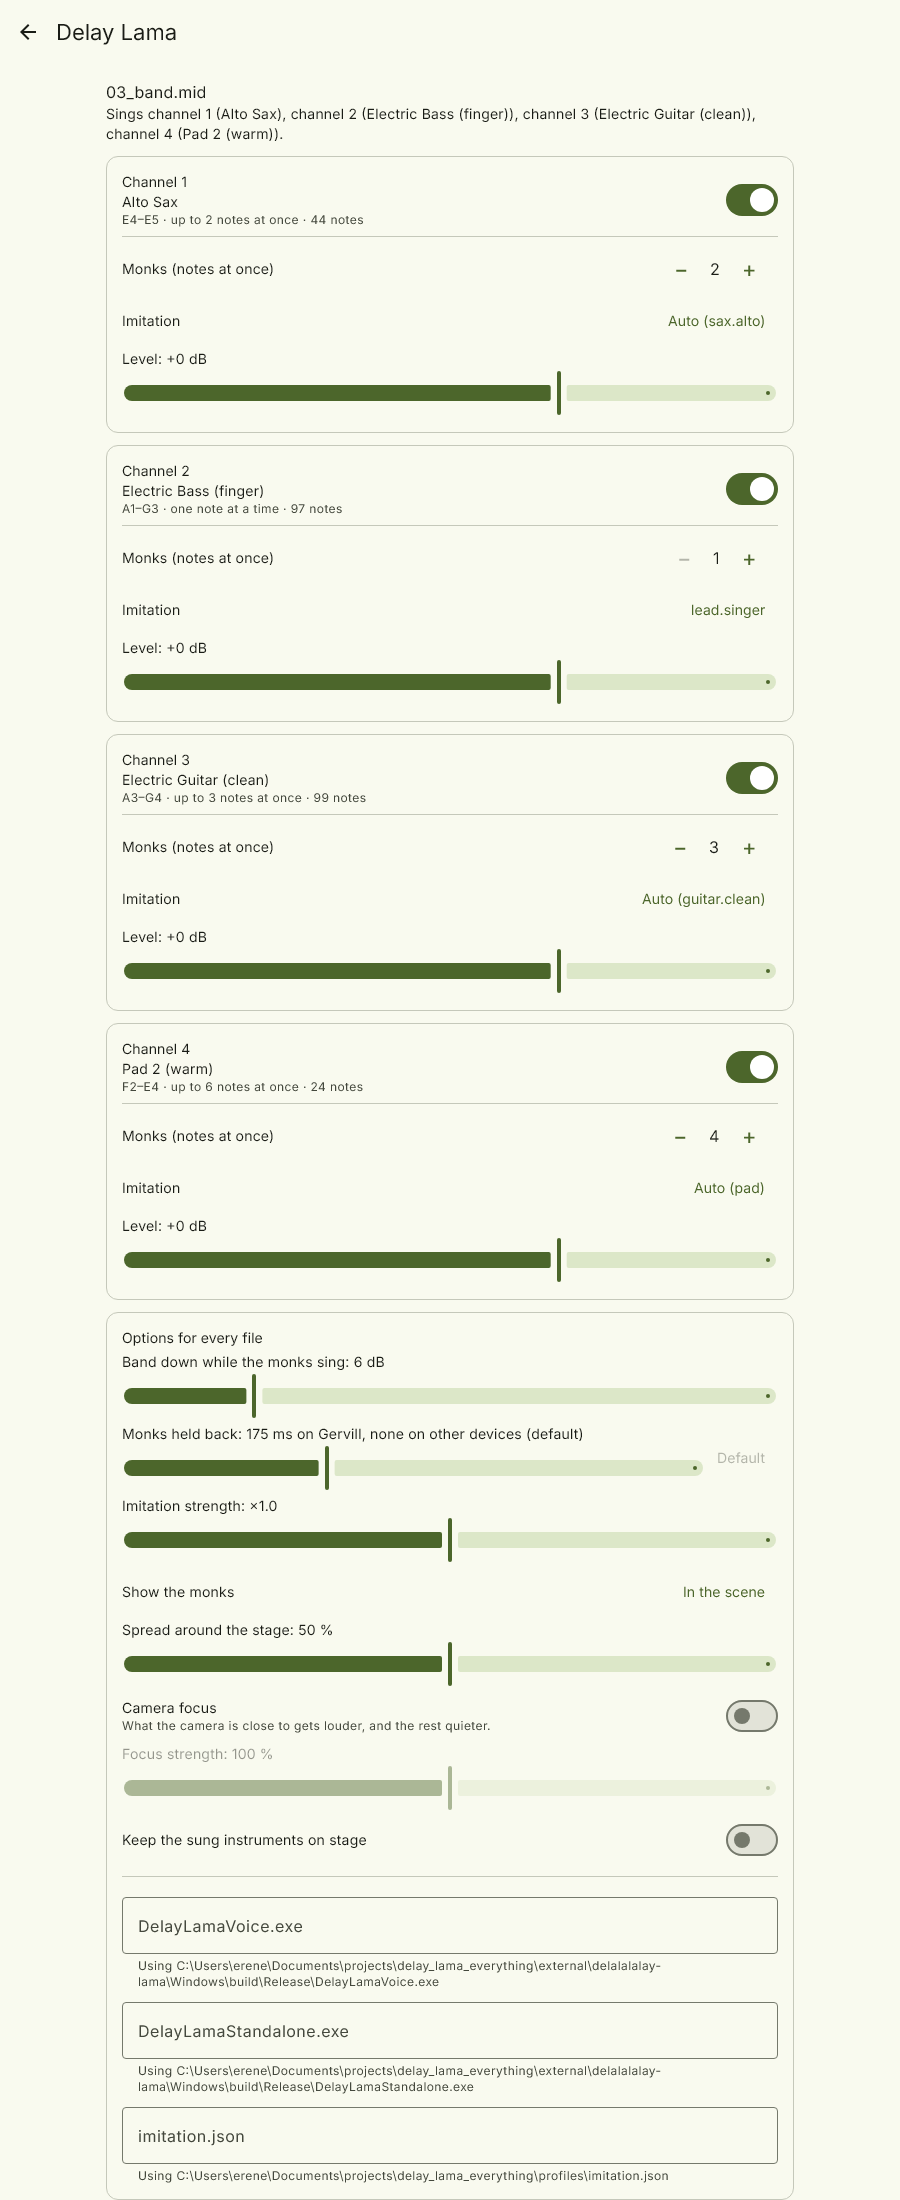 Delay Lama
03_band.mid
Sings channel 1 (Alto Sax), channel 2 (Electric Bass (finger)), channel 3 (Electric Guitar (clean)),
channel 4 (Pad 2 (warm)).
Channel 1
Alto Sax
E4–E5 · up to 2 notes at once · 44 notes
Monks (notes at once) − 2 +
Imitation Auto (sax.alto)
Level: +0 dB
Channel 2
Electric Bass (finger)
A1–G3 · one note at a time · 97 notes
Monks (notes at once) − 1 +
Imitation lead.singer
Level: +0 dB
Channel 3
Electric Guitar (clean)
A3–G4 · up to 3 notes at once · 99 notes
Monks (notes at once) − 3 +
Imitation Auto (guitar.clean)
Level: +0 dB
Channel 4
Pad 2 (warm)
F2–E4 · up to 6 notes at once · 24 notes
Monks (notes at once) − 4 +
Imitation Auto (pad)
Level: +0 dB
Options for every file
Band down while the monks sing: 6 dB
Monks held back: 175 ms on Gervill, none on other devices (default)
Default
Imitation strength: ×1.0
Show the monks In the scene
Spread around the stage: 50 %
Camera focus
What the camera is close to gets louder, and the rest quieter.
Focus strength: 100 %
Keep the sung instruments on stage
DelayLamaVoice.exe
Using C:\Users\erene\Documents\projects\delay_lama_everything\external\delalalalay-
lama\Windows\build\Release\DelayLamaVoice.exe
DelayLamaStandalone.exe
Using C:\Users\erene\Documents\projects\delay_lama_everything\external\delalalalay-
lama\Windows\build\Release\DelayLamaStandalone.exe
imitation.json
Using C:\Users\erene\Documents\projects\delay_lama_everything\profiles\imitation.json